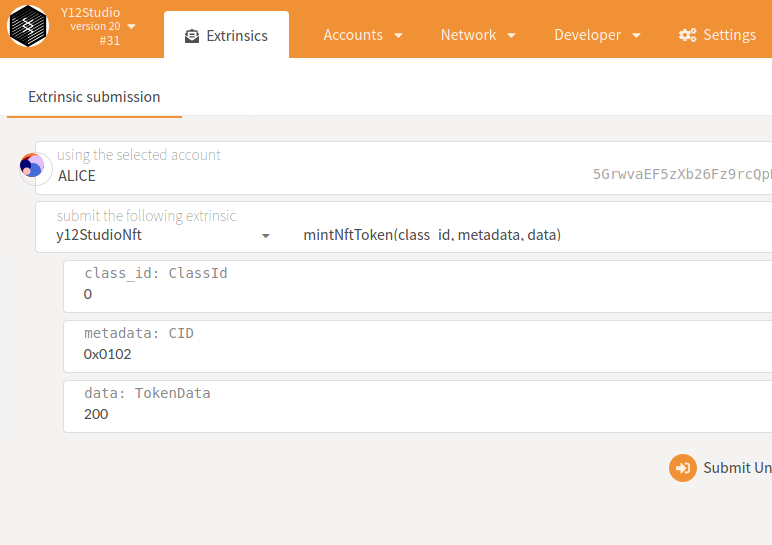 Y12Studio
version 20
#31
Extrinsics
Accounts
Network
Developer
Settings
Extrinsic submission
using the selected account
ALICE
5GrwvaEF5zXb26Fz9rcQp
submit the following extrinsic
y12StudioNft
mintNftToken(class_id, metadata, data)
class_id: ClassId
0
metadata: CID
0x0102
data: TokenData
200
Submit Un